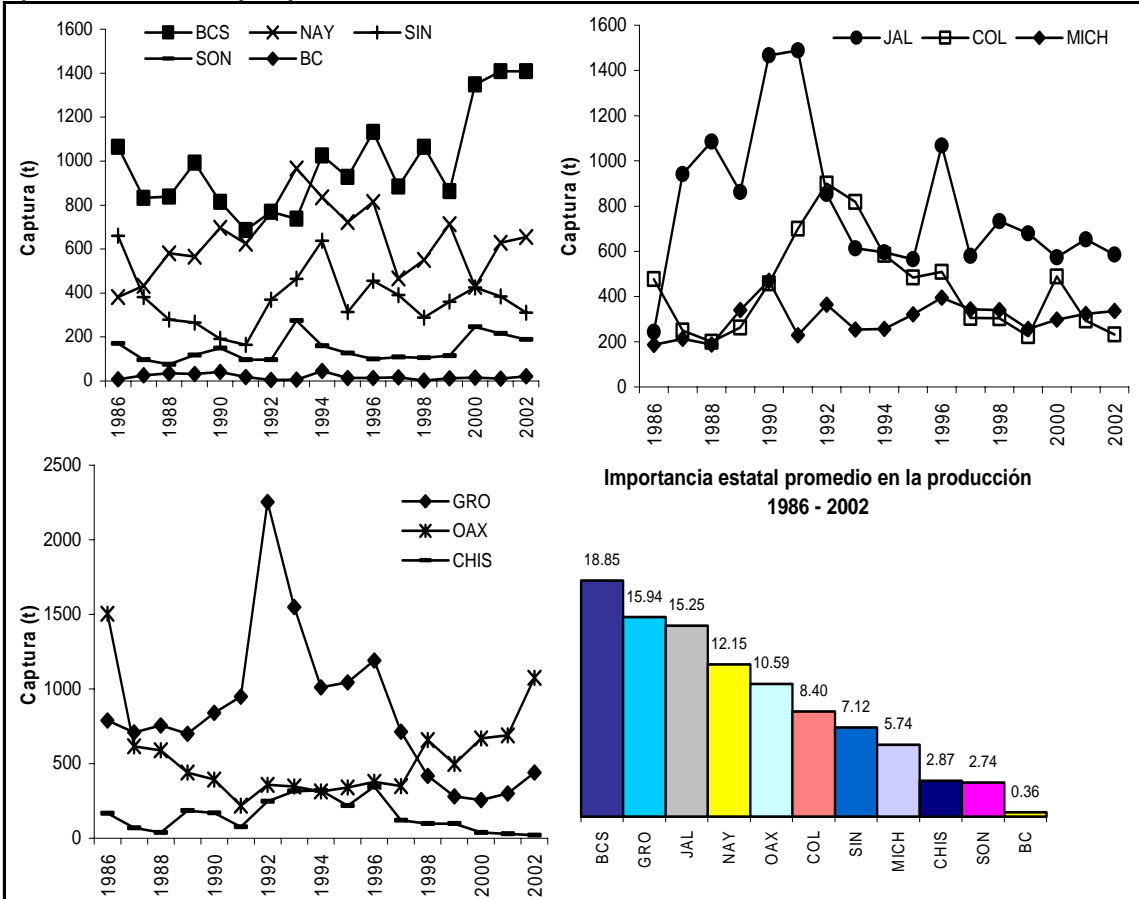 BCS NAY SIN
SON BC
Captura (t)
1600
1400
1200
1000
800
600
400
200
0
1986 1988 1990 1992 1994 1996 1998 2000 2002
JAL COL MICH
Captura (t)
1600
1400
1200
1000
800
600
400
200
0
1986 1988 1990 1992 1994 1996 1998 2000 2002
GRO
OAX
CHIS
Captura (t)
2500
2000
1500
1000
500
0
1986 1988 1990 1992 1994 1996 1998 2000 2002
Importancia estatal promedio en la producción
1986 - 2002
18.85 15.94 15.25 12.15 10.59 8.40 7.12 5.74 2.87 2.74 0.36
BCS GRO JAL NAY OAX COL SIN MICH CHIS SON BC